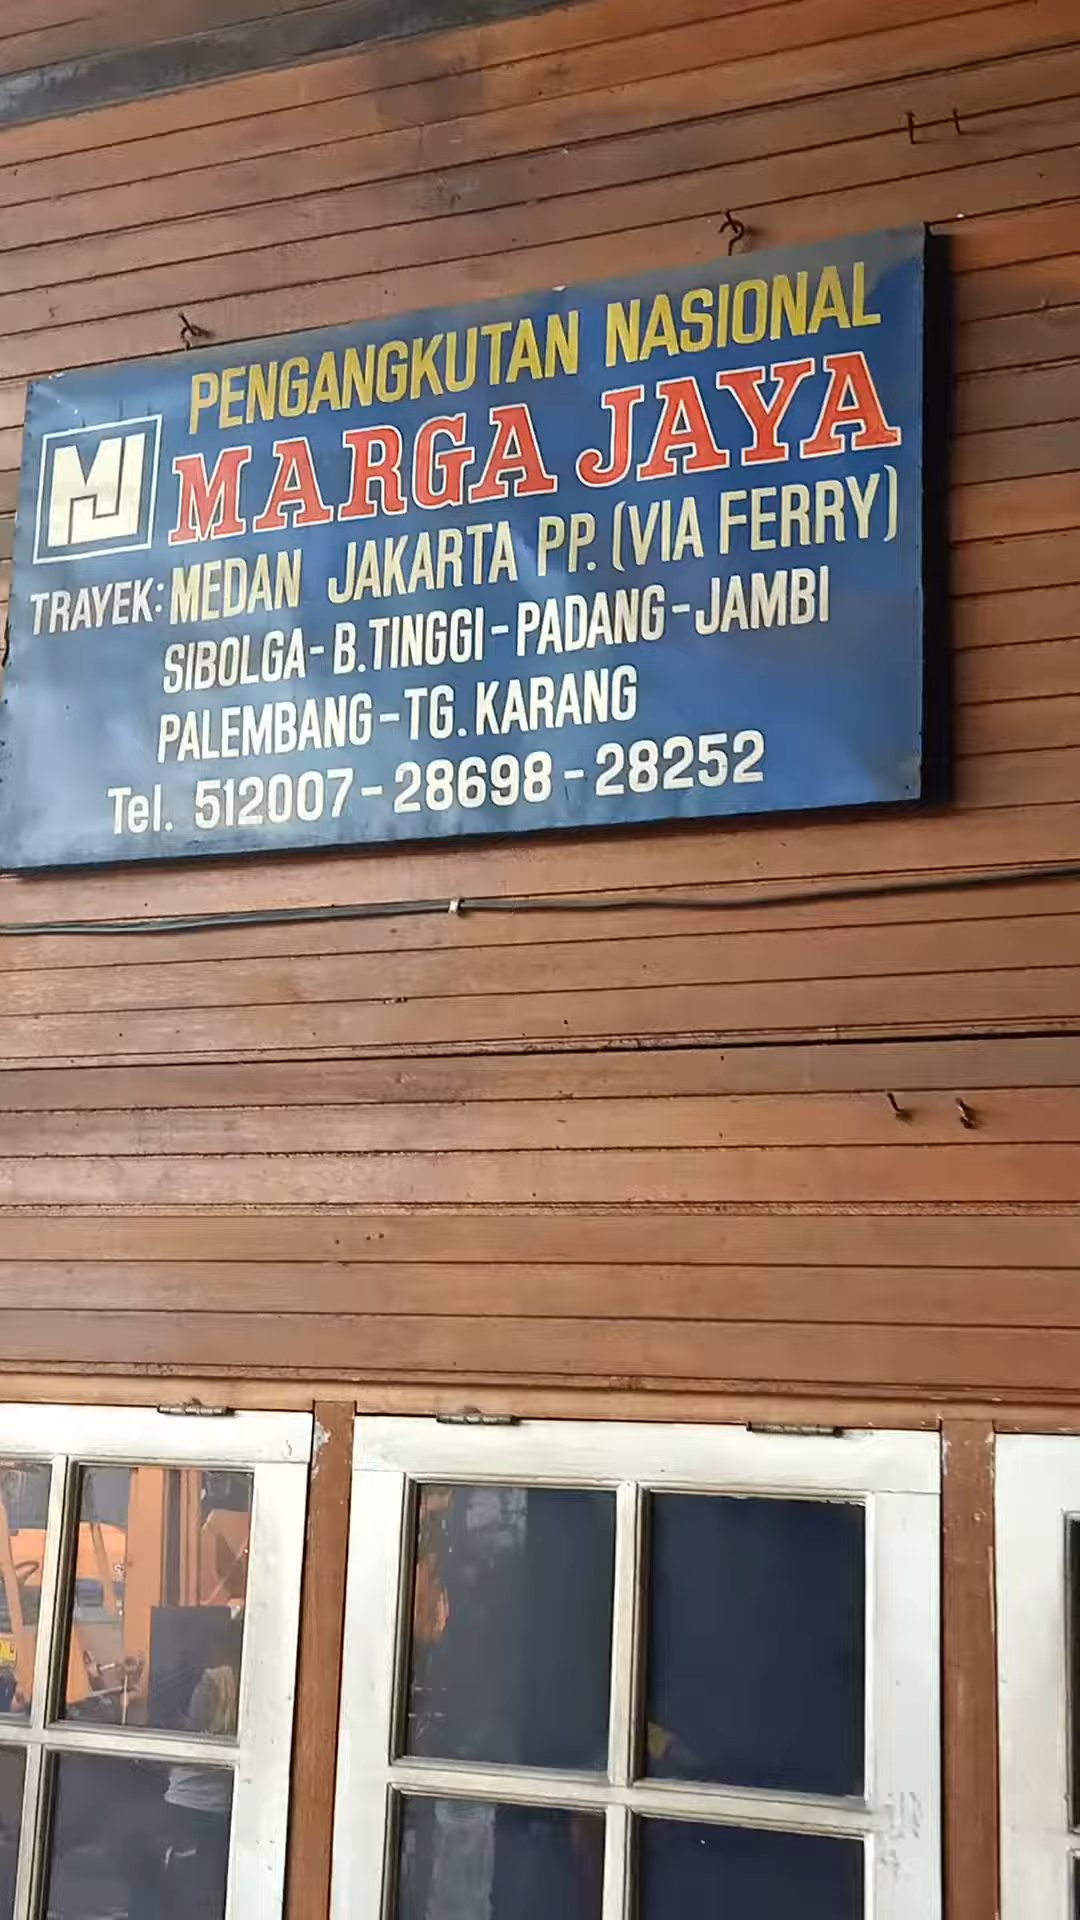 PENGANGKUTAN NASIONAL
MJ
MARGA JAYA
TRAYEK: MEDAN JAKARTA PP. (VIA FERRY)
SIBOLGA - B. TINGGI - PADANG - JAMBI
PALEMBANG - TG. KARANG
Tel. 512007 - 28698 - 28252